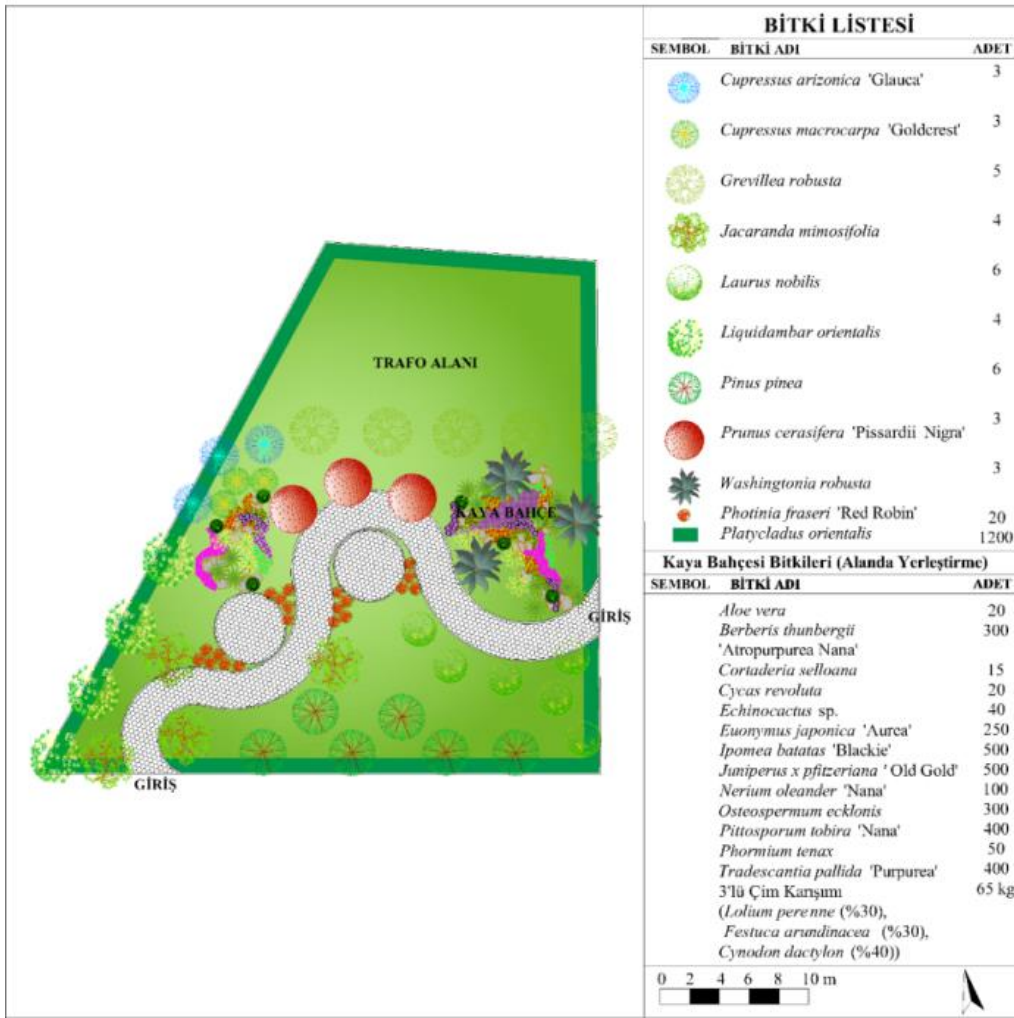 BİTKİ LİSTESİ
SEMBOL BİTKİ ADI ADET
Cupressus arizonica 'Glauca' 3
Cupressus macrocarpa 'Goldcrest' 3
Grevillea robusta 5
Jacaranda mimosifolia 4
Laurus nobilis 6
Liquidambar orientalis 4
Pinus pinea 6
Prunus cerasifera 'Pissardii Nigra' 3
Washingtonia robusta 3
Photinia fraseri 'Red Robin' 20
Platycladus orientalis 1200
Kaya Bahçesi Bitkileri (Alanda Yerleştirme)
SEMBOL BİTKİ ADI ADET
Aloe vera 20
Berberis thunbergii 300
'Atropurpurea Nana'
Cortaderia selloana 15
Cycas revoluta 20
Echinocactus sp. 40
Euonymus japonica 'Aurea' 250
Ipomea batatas 'Blackie' 500
Juniperus x pfitzeriana ' Old Gold' 500
Nerium oleander 'Nana' 100
Osteospermum ecklonis 300
Pittosporum tobira 'Nana' 400
Phormium tenax 50
Tradescantia pallida 'Purpurea' 400
3'lü Çim Karışımı 65 kg
(Lolium perenne (%30),
Festuca arundinacea (%30),
Cynodon dactylon (%40))
0 2 4 6 8 10 m
TRAFO ALANI
KAYA BAHÇE
GİRİŞ
GİRİŞ